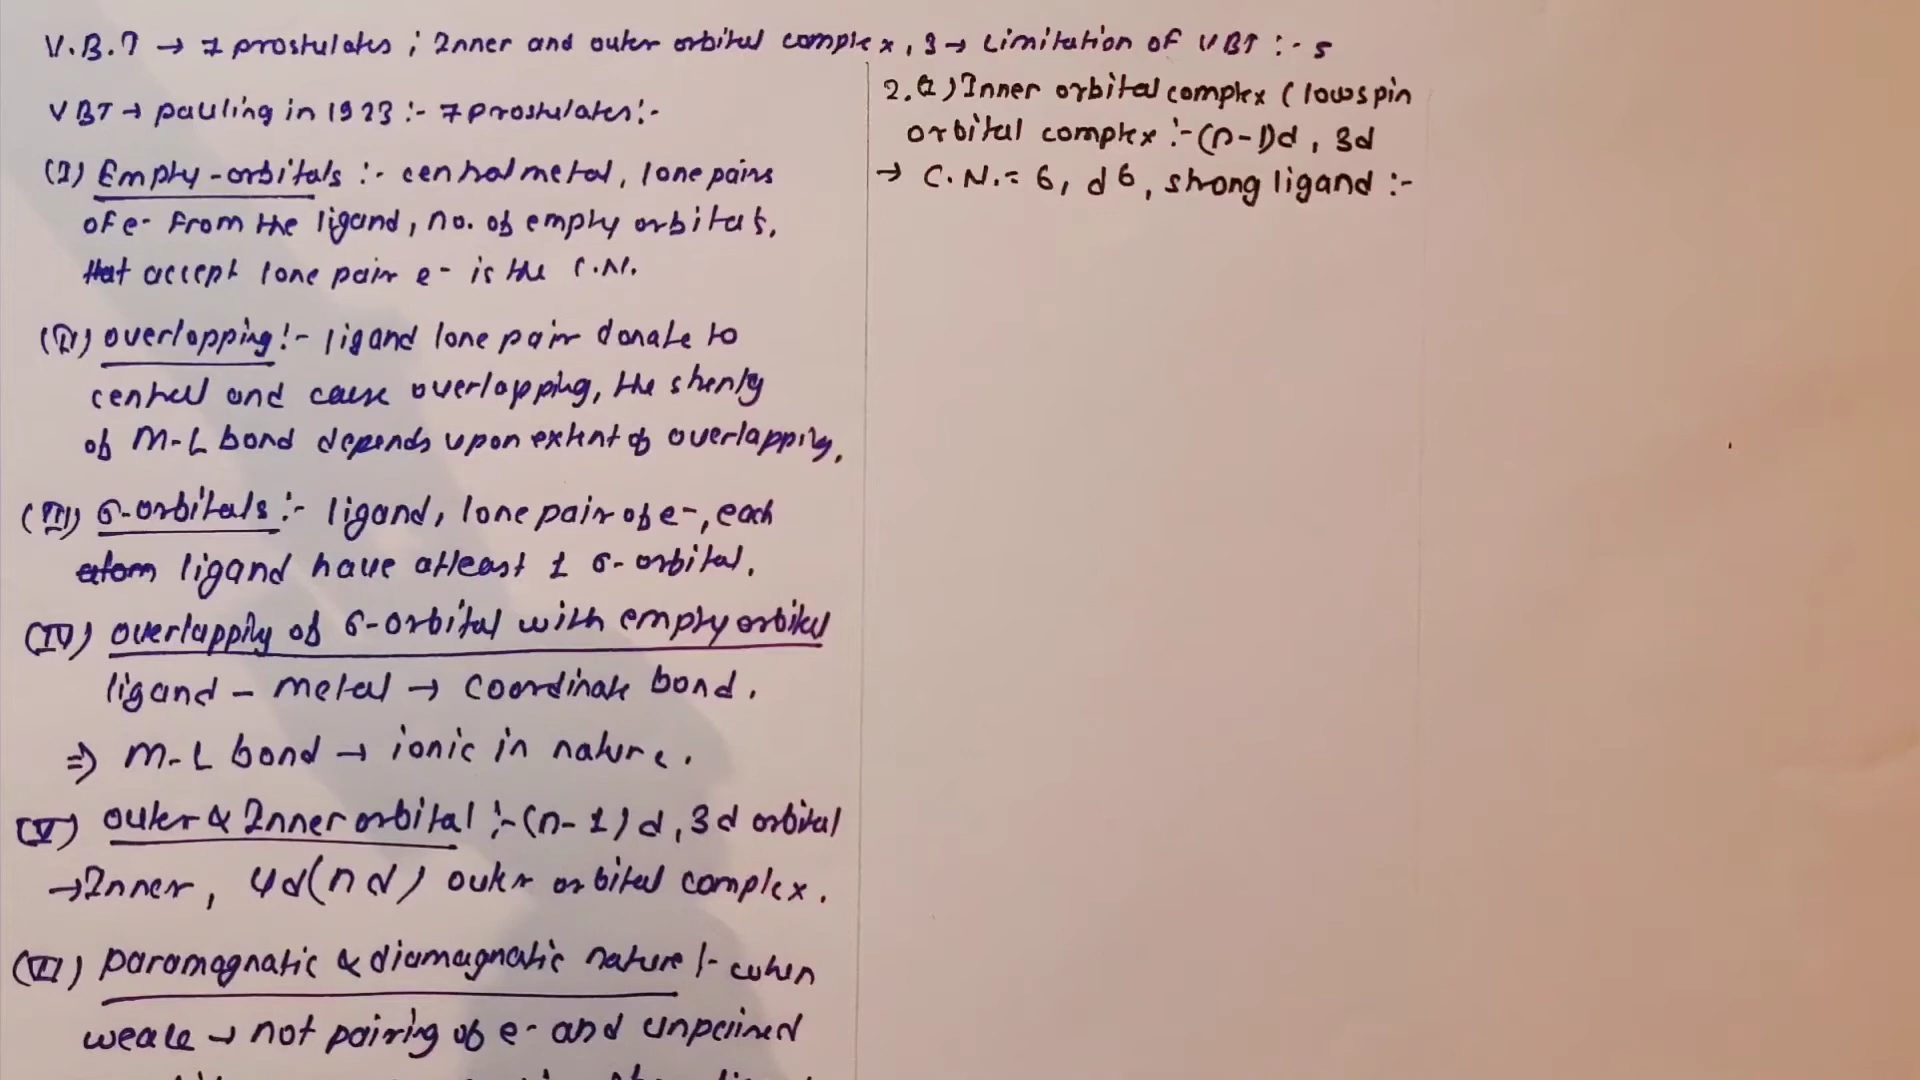 V.B.T → 7 prostulates ; Inner and outer orbital complex, 3 → Limitation of VBT :- 5
VBT → pauling in 1923 :- 7 Prostulates:-
(I) Empty-orbitals :- central metal, lone pairs
of e- From the ligand, no. of empty orbitals,
that accept lone pair e- is the C.N.
(II) overlapping :- ligand lone pair donate to
central and cause overlapping, the strenty
of M-L bond depends upon extent of overlapping.
(III) σ-orbitals :- ligand, lone pair of e-, each
atom ligand have atleast 1 σ-orbital.
(IV) overlapping of σ-orbital with empty orbital
ligand - metal → coordinate bond.
⇒ M-L bond → ionic in nature.
(V) outer & Inner orbital :- (n-1)d, 3d orbital
→ Inner, 4d(nd) outer orbital complex.
(VI) paramagnatic & diamagnatic nature :- when
weak → not pairing of e- and unpaired
2. (1) Inner orbital complex (low spin
orbital complex :- (n-1)d, 3d
→ C.N. = 6, d6, strong ligand :-